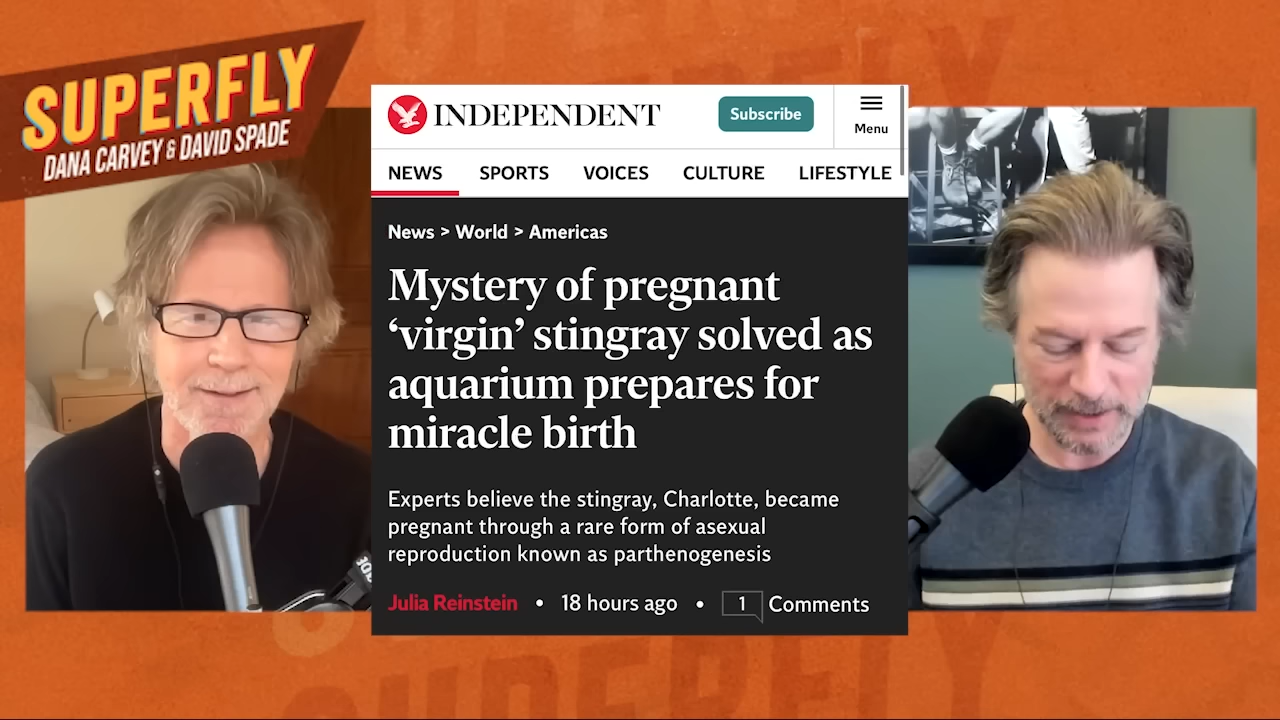 SUPERFLY
DANA CARVEY & DAVID SPADE
INDEPENDENT
Subscribe
Menu
NEWS SPORTS VOICES CULTURE LIFESTYLE
News > World > Americas
Mystery of pregnant
‘virgin’ stingray solved as
aquarium prepares for
miracle birth
Experts believe the stingray, Charlotte, became
pregnant through a rare form of asexual
reproduction known as parthenogenesis
Julia Reinstein • 18 hours ago • 1 Comments
SUPERFLY